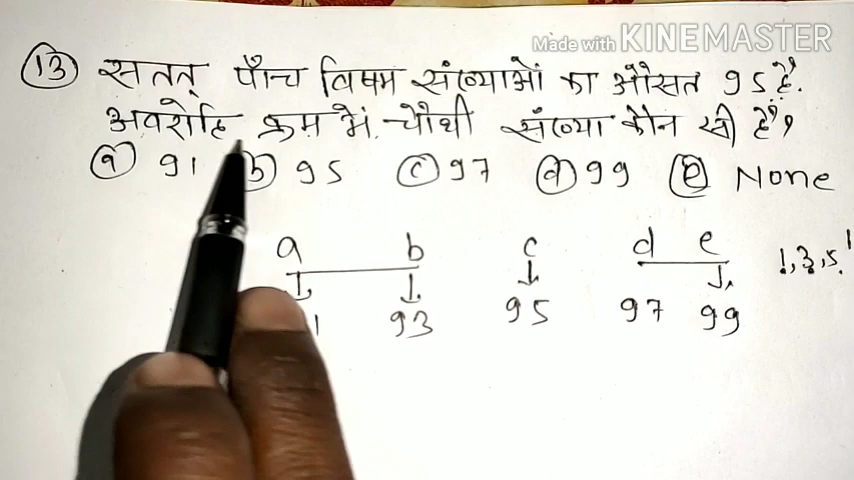 Made with KINEMASTER
(13) सतत् पाँच विषम संख्याओं का औसत 95 है.
अवरोहि क्रम में चौथी संख्या कौन सी है?
(a) 91 (b) 95 (c) 97 (d) 99 (e) None
a b c d e 1,3,5
93 95 97 99